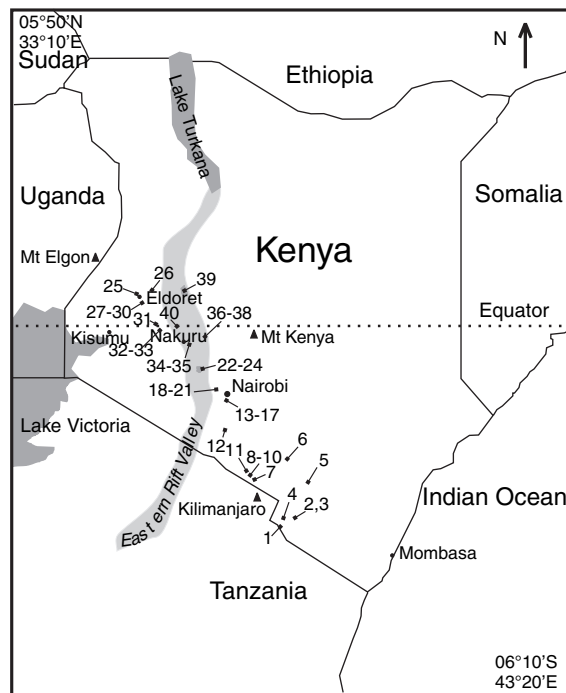 05°50'N
33°10'E
N
Sudan
Ethiopia
Lake Turkana
Uganda
Somalia
Kenya
Mt Elgon
26
39
25
Eldoret
27-30
40
36-38
Equator
31
Kisumu
Nakuru
Mt Kenya
32-33
34-35
22-24
18-21
Nairobi
13-17
Lake Victoria
12
11
8-10
6
7
5
Eastern Rift Valley
Kilimanjaro
4
2,3
Indian Ocean
1
Mombasa
Tanzania
06°10'S
43°20'E